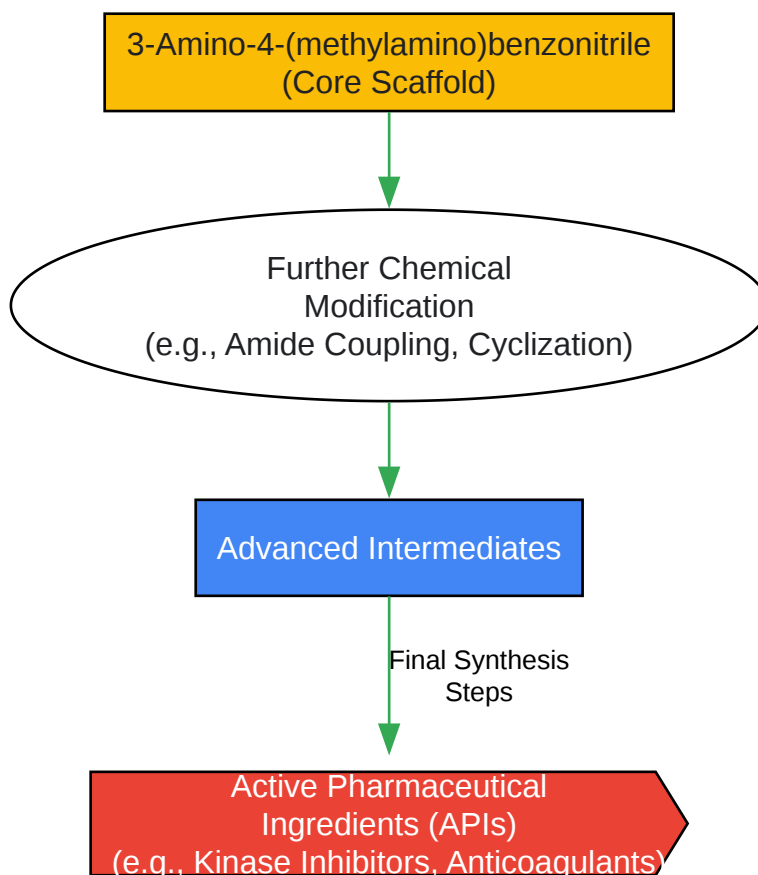 3-Amino-4-(methylamino)benzonitrile
(Core Scaffold)
Further Chemical
Modification
(e.g., Amide Coupling, Cyclization)
Advanced Intermediates
Final Synthesis
Steps
Active Pharmaceutical
Ingredients (APIs)
(e.g., Kinase Inhibitors, Anticoagulants)